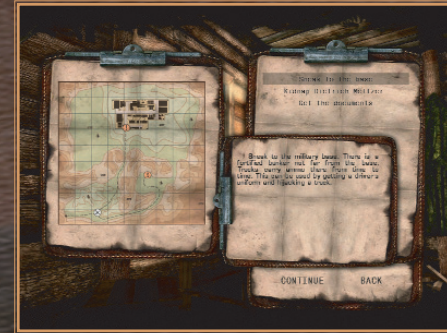 Sneak to the base
Kidnap Dietrich Müller
Get the documents
* Sneak to the military base. There is a
fortified bunker not far from the base.
Trucks carry ammo there from time to
time. This can be used by getting a driver's
uniform and hijacking a truck.
CONTINUE BACK